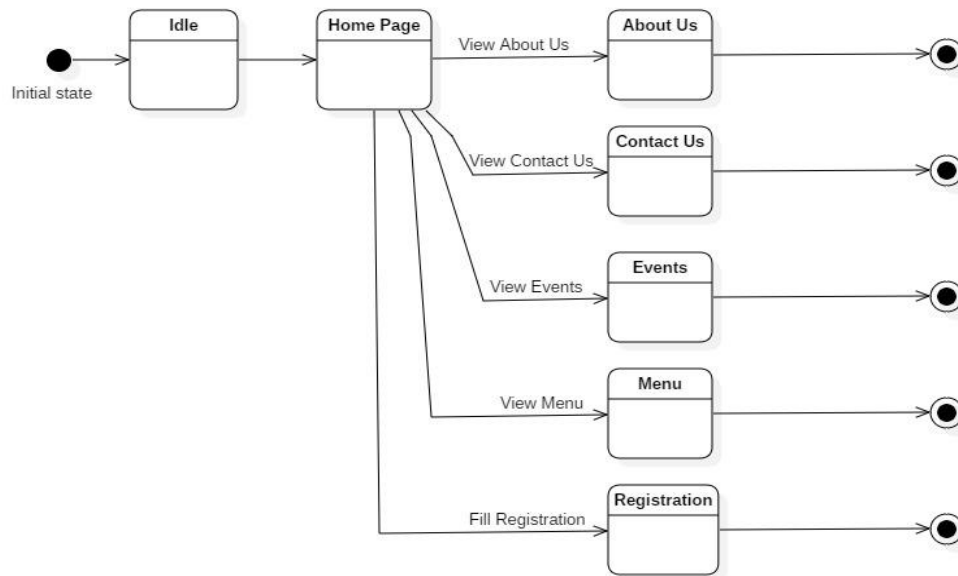 Idle
Home Page
About Us
View About Us
Initial state
Contact Us
View Contact Us
Events
View Events
Menu
View Menu
Registration
Fill Registration